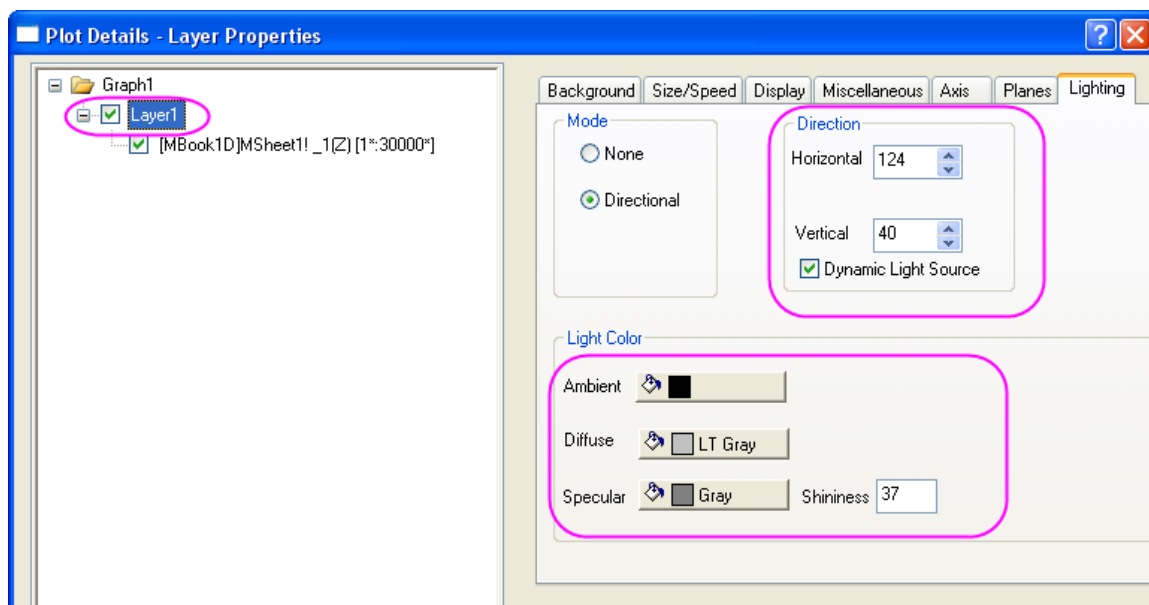 Plot Details - Layer Properties
Graph1
Layer1
[MBook1D]MSheet1! _1(Z) [1*:30000*]
Background Size/Speed Display Miscellaneous Axis Planes Lighting
Mode
None
Directional
Direction
Horizontal 124
Vertical 40
Dynamic Light Source
Light Color
Ambient
Diffuse LT Gray
Specular Gray Shininess 37